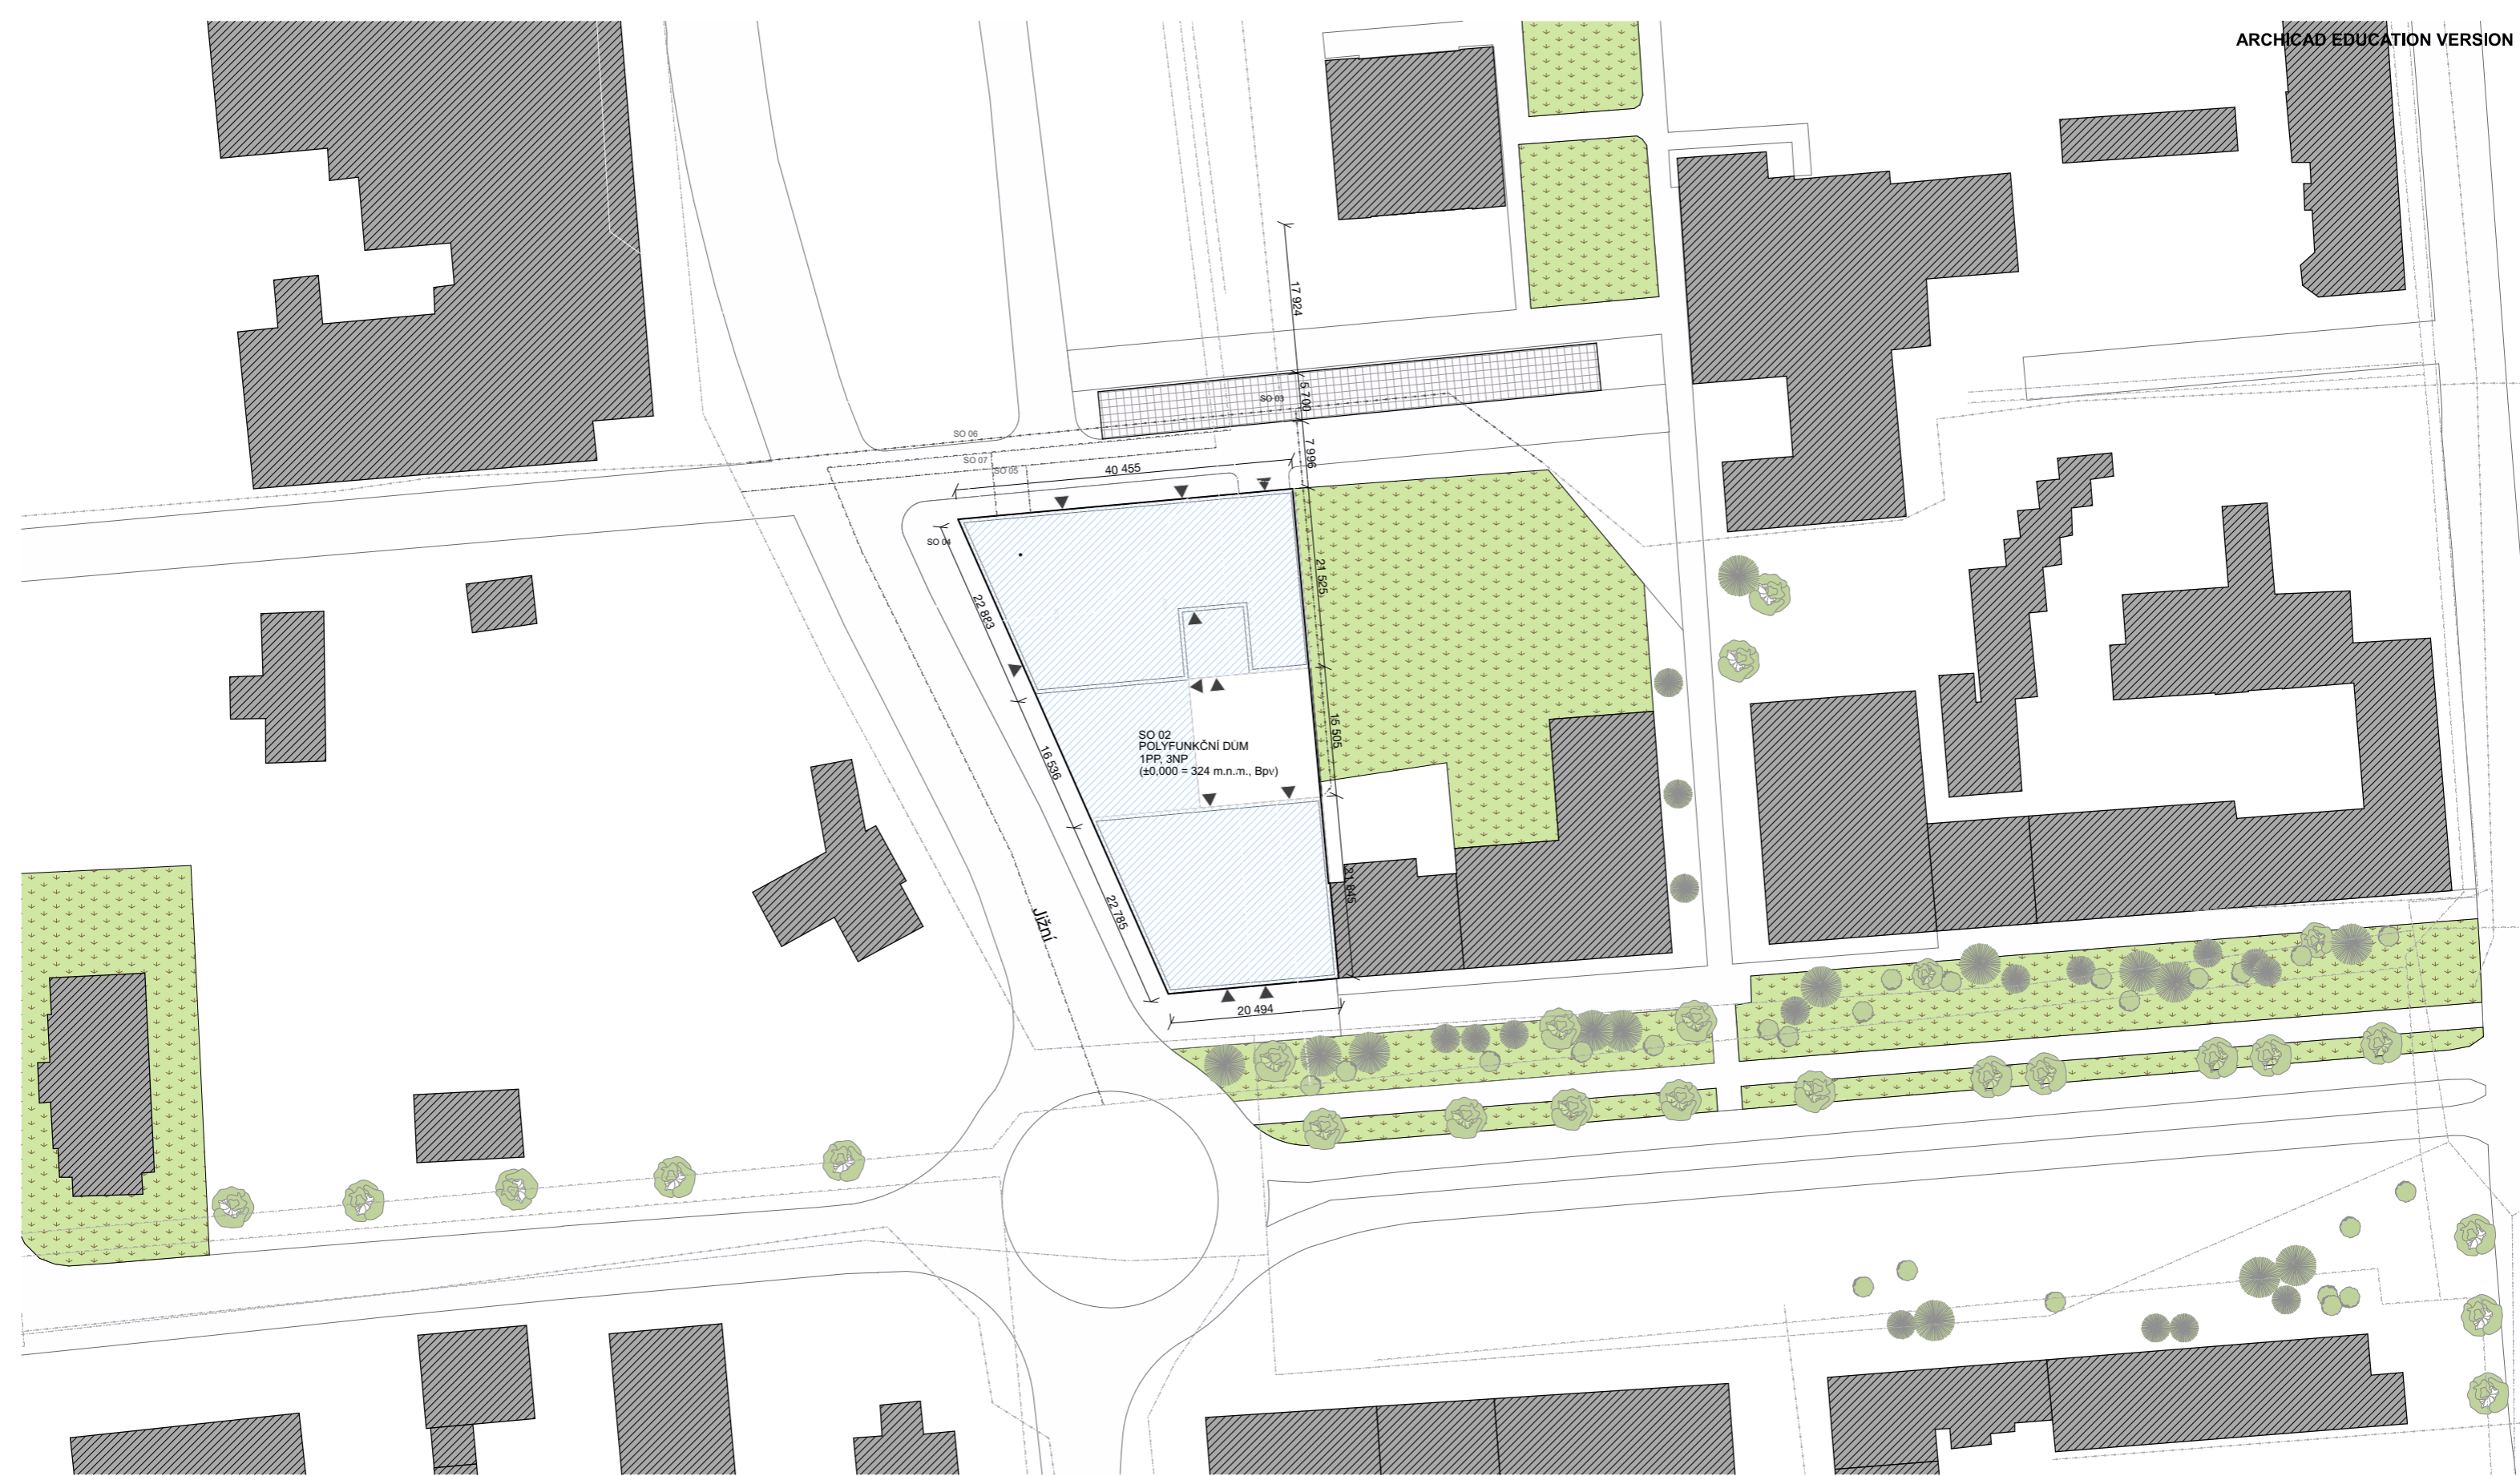 ARCHICAD EDUCATION VERSION
17 924
5 700
SO 03
SO 06
7 996
SO 07
SO 05
40 455
SO 04
21 525
22 883
15 505
SO 02
POLYFUNKČNÍ DŮM
1PP, 3NP
(±0,000 = 324 m.n.m., Bpv)
16 536
21 845
22 785
Jižní
20 494